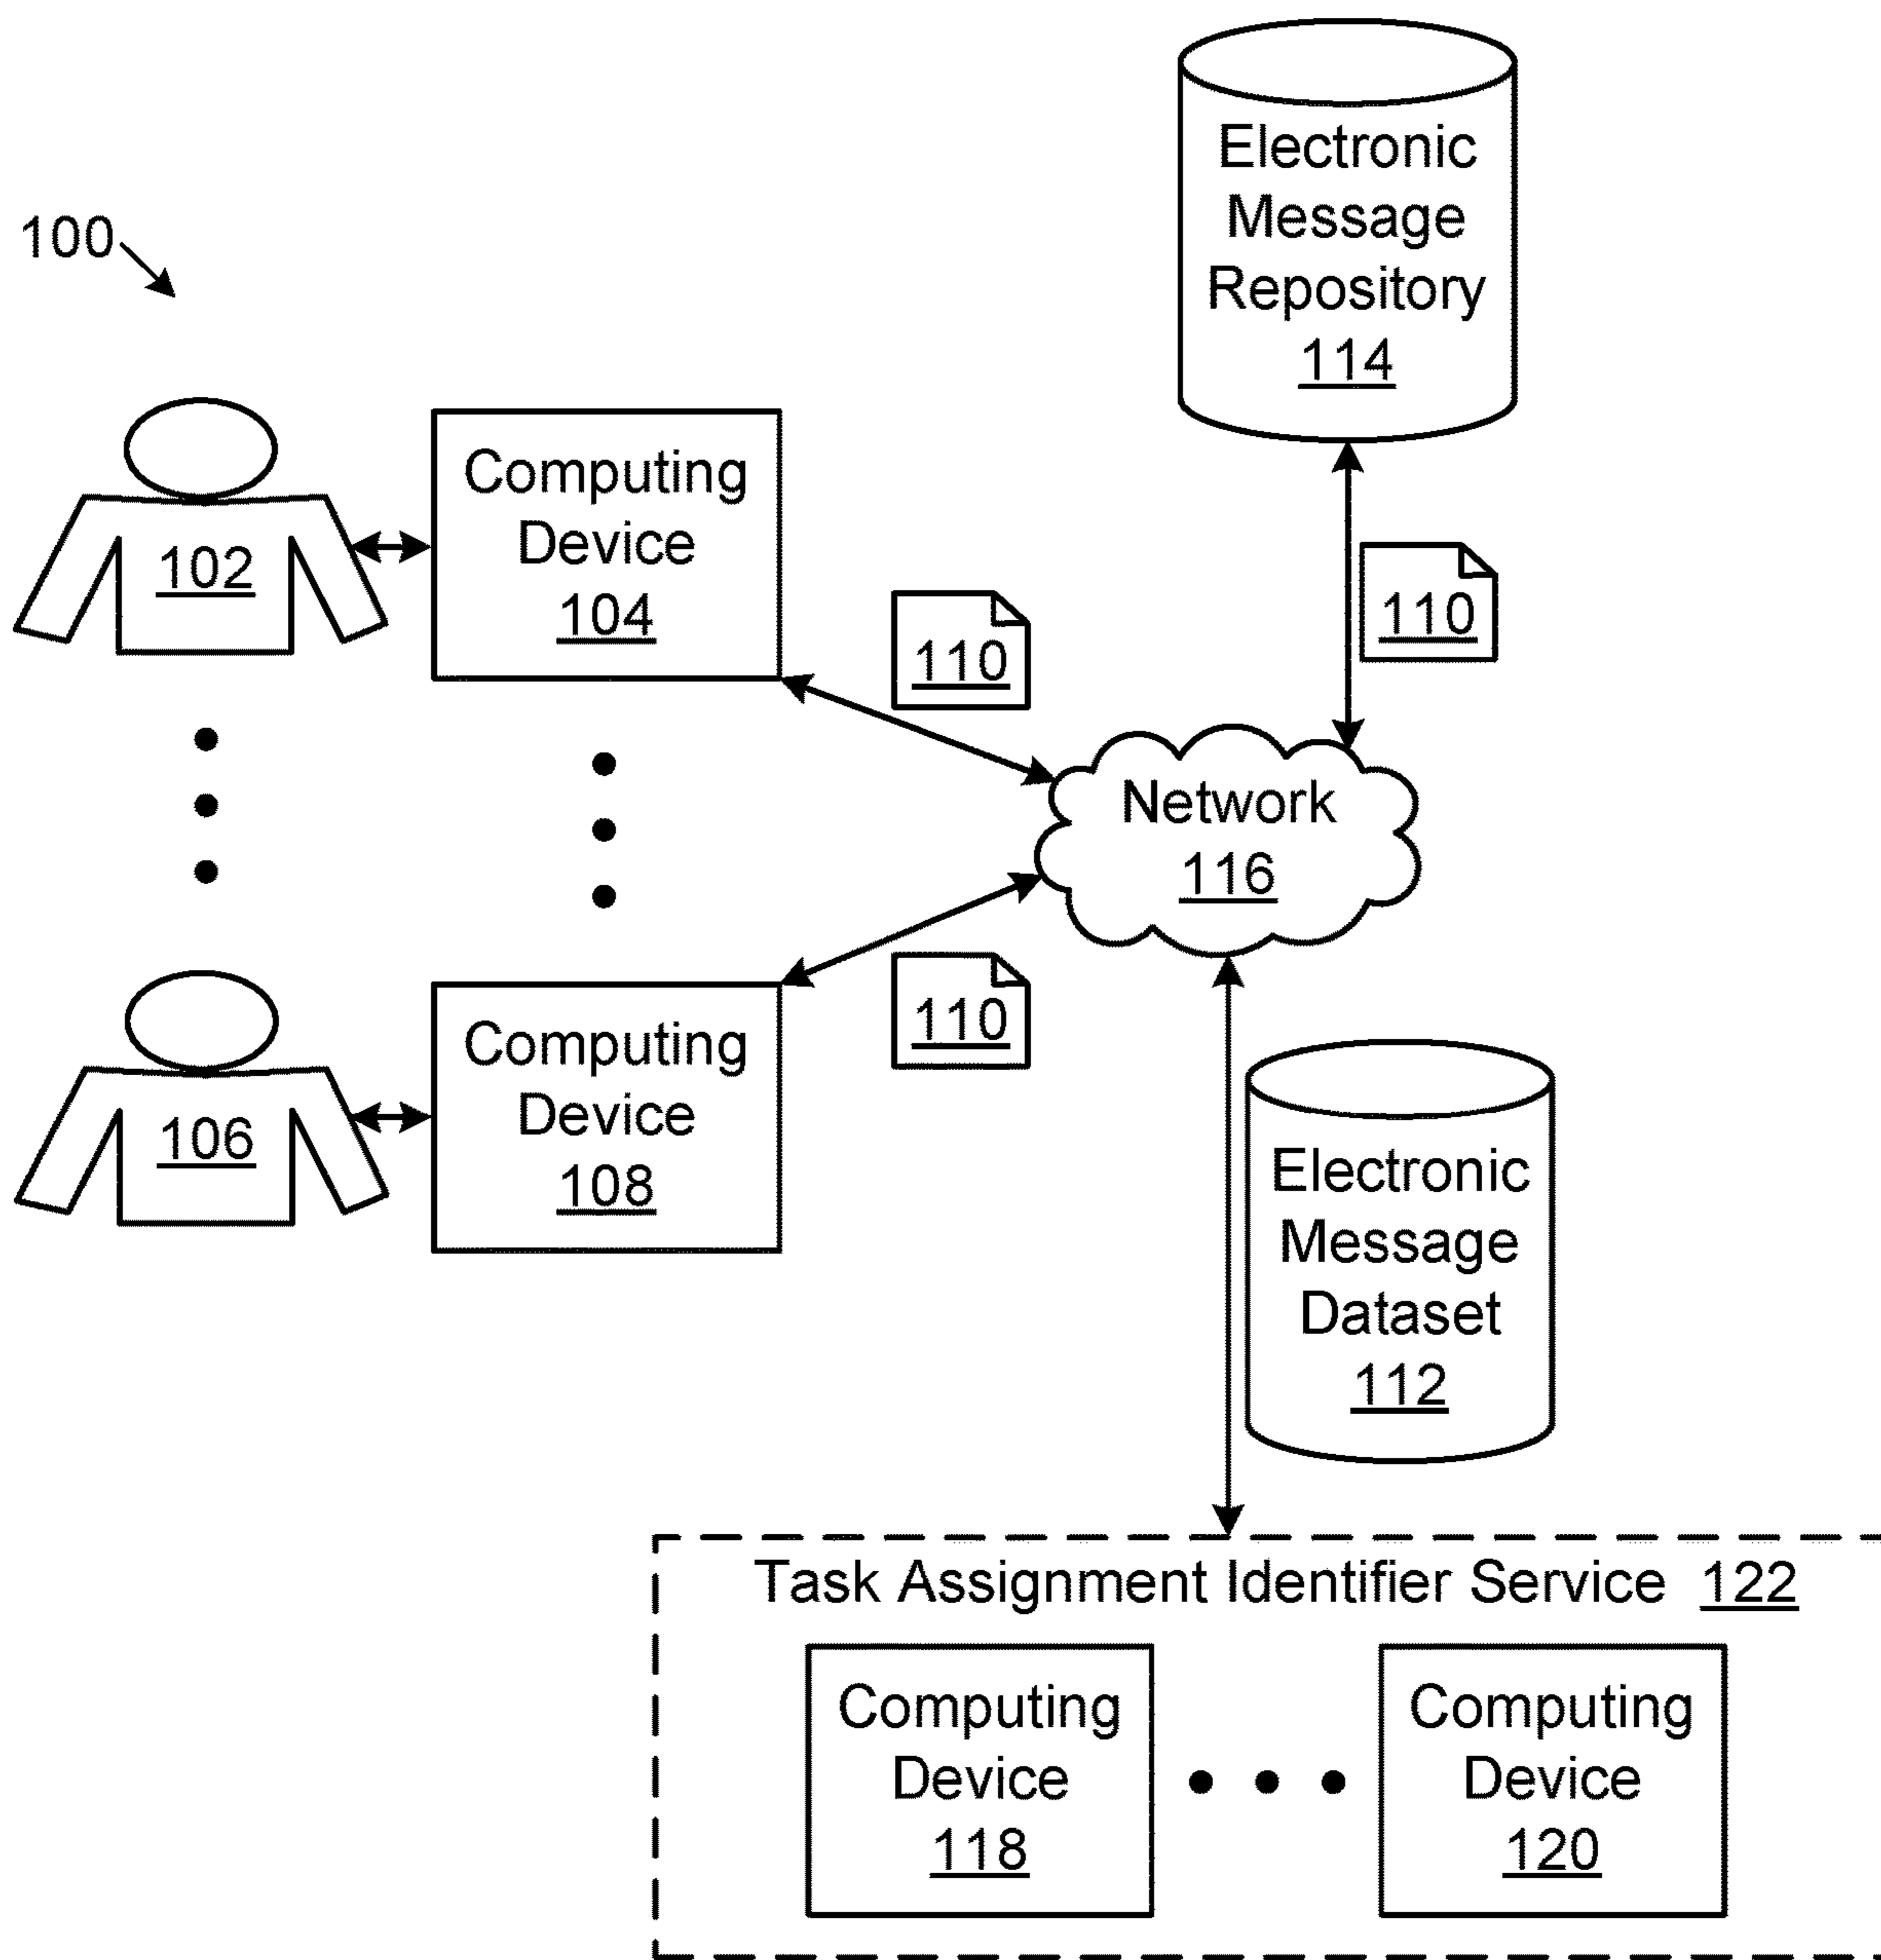 100
Electronic
Message
Repository
114
102
Computing
Device
104
110
110
Network
116
106
Computing
Device
108
110
Electronic
Message
Dataset
112
Task Assignment Identifier Service 122
Computing
Device
118
Computing
Device
120